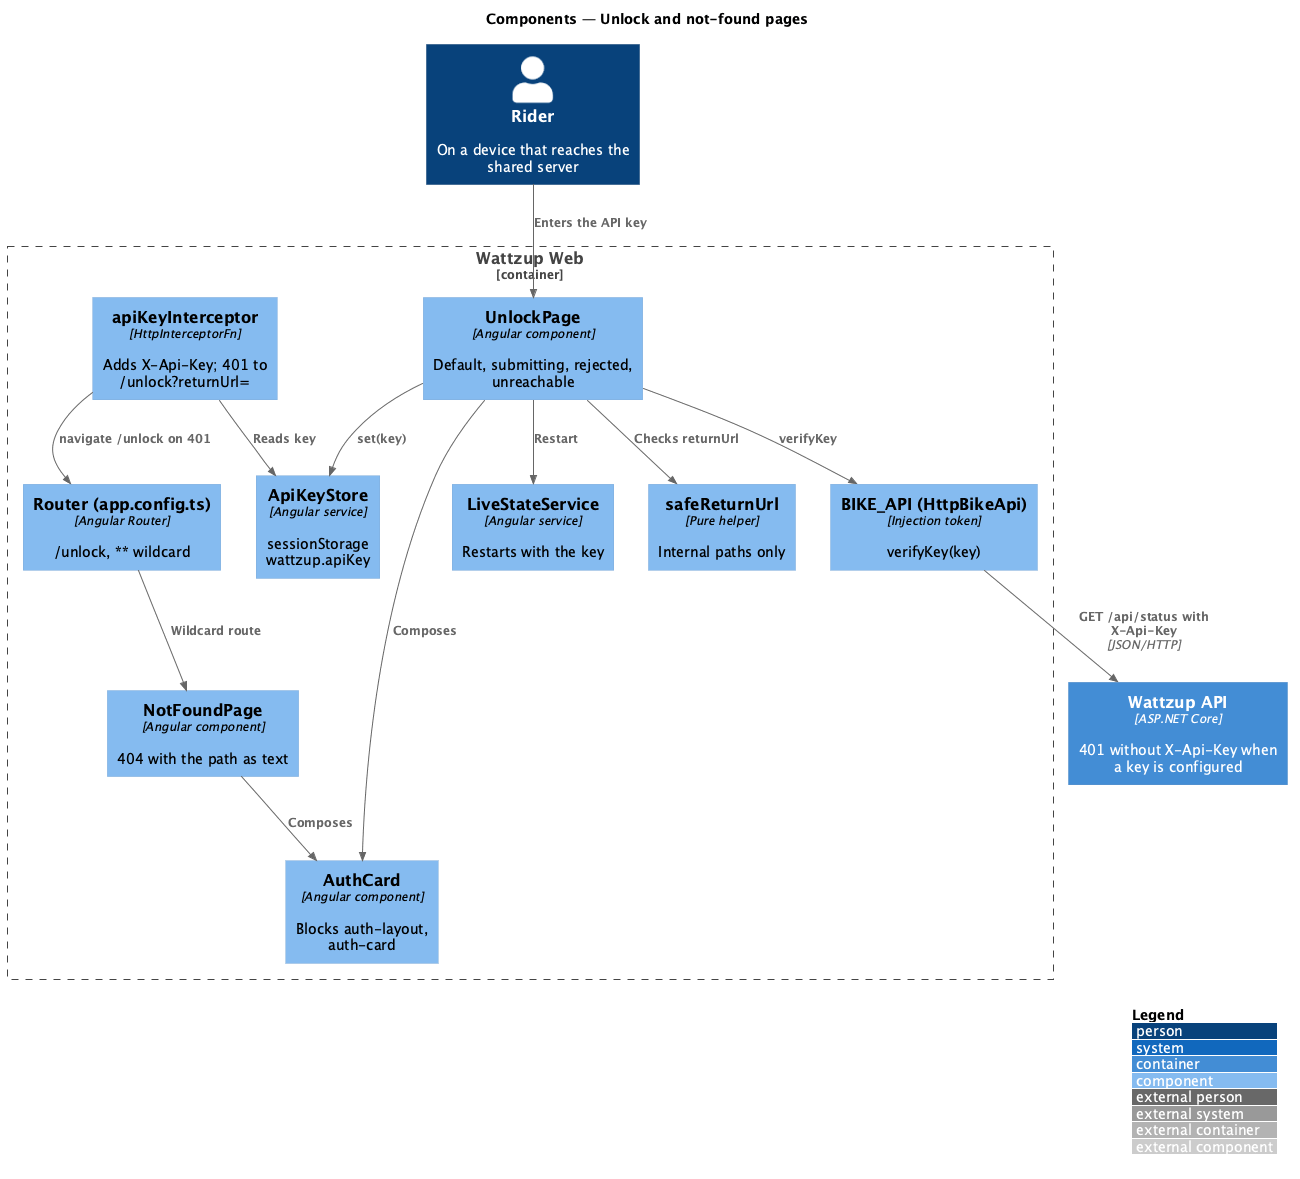 Components — Unlock and not-found pages
Rider
On a device that reaches the
shared server
Enters the API key
Wattzup Web
[container]
apiKeyInterceptor
[HttpInterceptorFn]
Adds X-Api-Key; 401 to
/unlock?returnUrl=
UnlockPage
[Angular component]
Default, submitting, rejected,
unreachable
navigate /unlock on 401
Reads key
set(key)
Restart
Checks returnUrl
verifyKey
Router (app.config.ts)
[Angular Router]
/unlock, ** wildcard
ApiKeyStore
[Angular service]
sessionStorage
wattzup.apiKey
LiveStateService
[Angular service]
Restarts with the key
safeReturnUrl
[Pure helper]
Internal paths only
BIKE_API (HttpBikeApi)
[Injection token]
verifyKey(key)
Wildcard route
Composes
GET /api/status with
X-Api-Key
[JSON/HTTP]
NotFoundPage
[Angular component]
404 with the path as text
Wattzup API
[ASP.NET Core]
401 without X-Api-Key when
a key is configured
Composes
AuthCard
[Angular component]
Blocks auth-layout,
auth-card
Legend
person
system
container
component
external person
external system
external container
external component